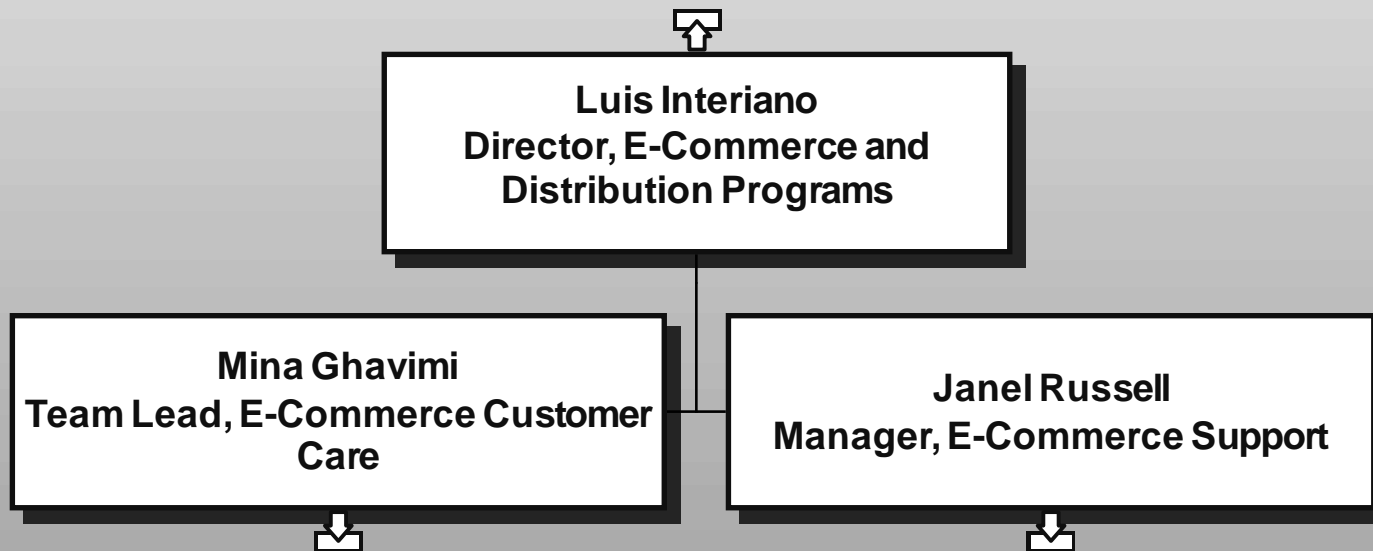 Luis Interiano
Director, E-Commerce and
Distribution Programs
Mina Ghavimi
Team Lead, E-Commerce Customer
Care
Janel Russell
Manager, E-Commerce Support